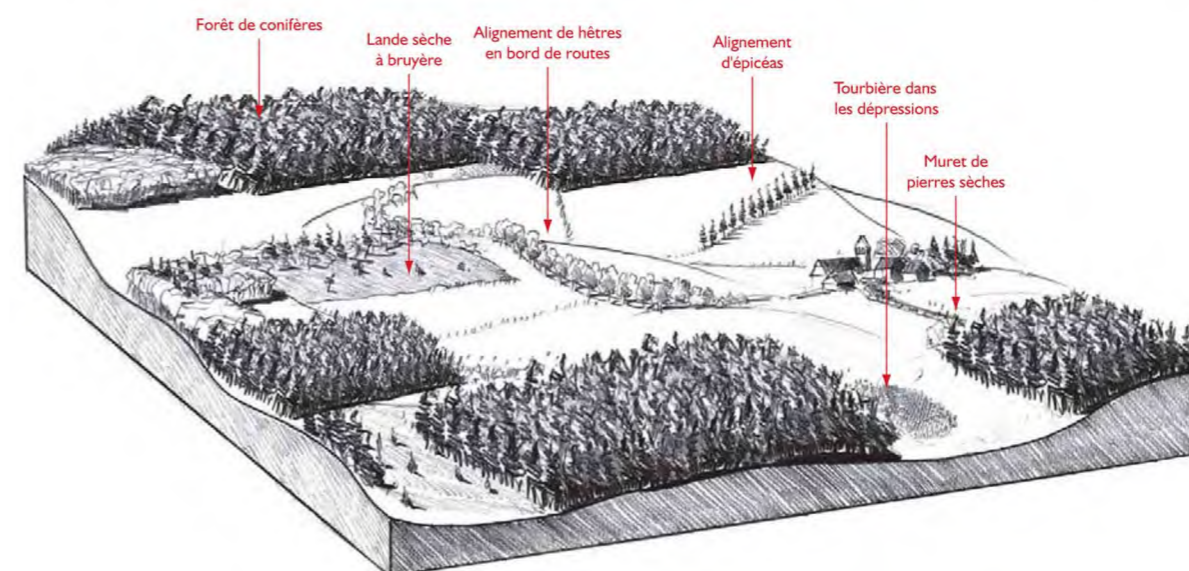 Forêt de conifères
Lande sèche
à bruyère
Alignement de hêtres
en bord de routes
Alignement
d'épicéas
Tourbière dans
les dépressions
Muret de
pierres sèches